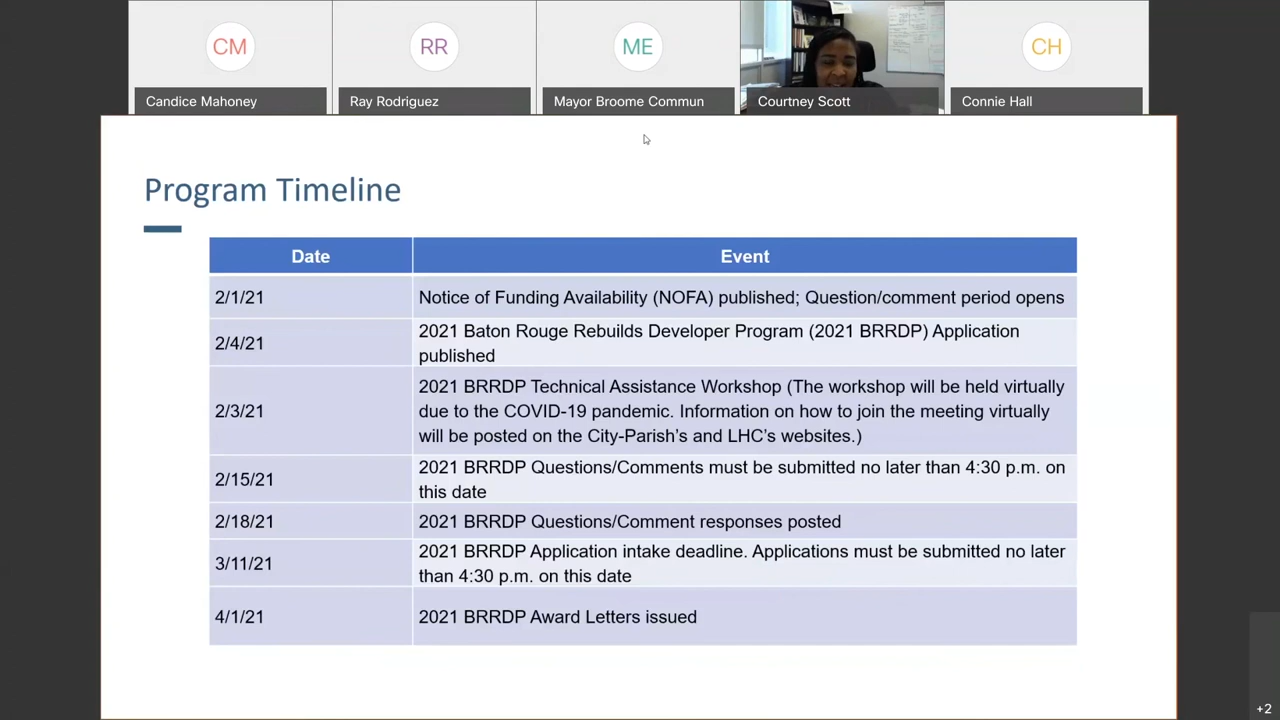 CM
RR
ME
CH
Candice Mahoney
Ray Rodriguez
Mayor Broome Commun
Courtney Scott
Connie Hall
Program Timeline
Date
Event
2/1/21
Notice of Funding Availability (NOFA) published; Question/comment period opens
2/4/21
2021 Baton Rouge Rebuilds Developer Program (2021 BRRDP) Application
published
2/3/21
2021 BRRDP Technical Assistance Workshop (The workshop will be held virtually
due to the COVID-19 pandemic. Information on how to join the meeting virtually
will be posted on the City-Parish's and LHC's websites.)
2/15/21
2021 BRRDP Questions/Comments must be submitted no later than 4:30 p.m. on
this date
2/18/21
2021 BRRDP Questions/Comment responses posted
3/11/21
2021 BRRDP Application intake deadline. Applications must be submitted no later
than 4:30 p.m. on this date
4/1/21
2021 BRRDP Award Letters issued
+2